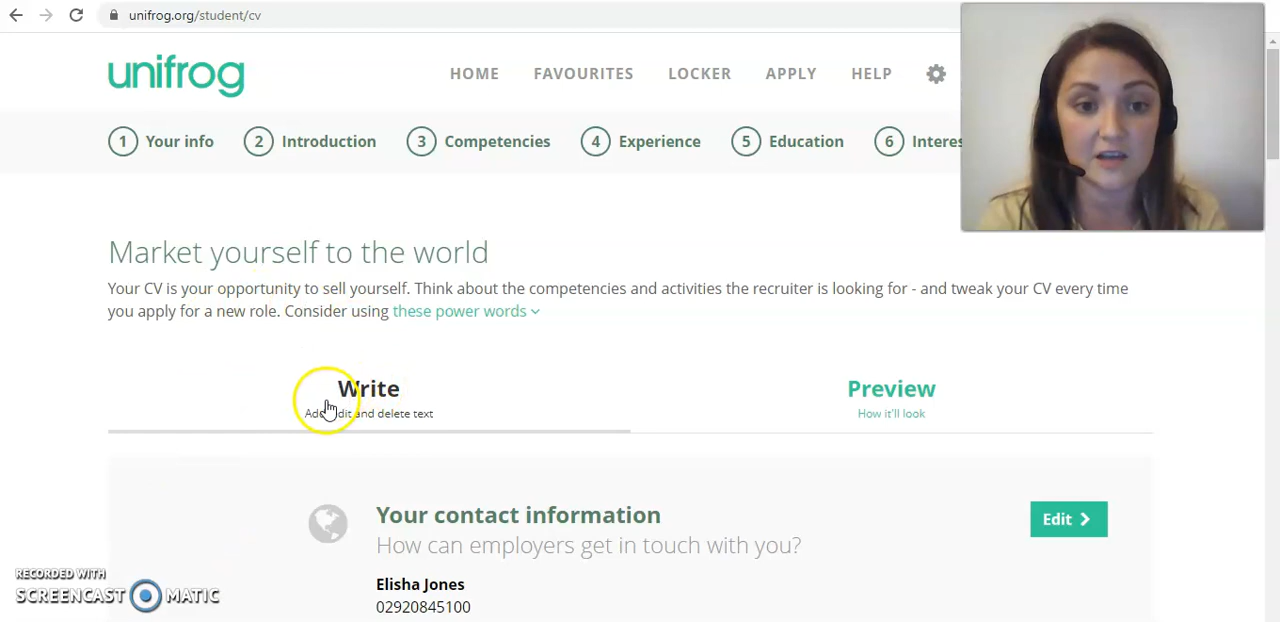 unifrog.org/student/cv
unifrog
HOME FAVOURITES LOCKER APPLY HELP
1 Your info 2 Introduction 3 Competencies 4 Experience 5 Education 6 Interes
Market yourself to the world
Your CV is your opportunity to sell yourself. Think about the competencies and activities the recruiter is looking for - and tweak your CV every time
you apply for a new role. Consider using these power words
Write Preview
Add, edit and delete text How it'll look
Your contact information
Edit
How can employers get in touch with you?
Elisha Jones
02920845100
RECORDED WITH
SCREENCAST MATIC